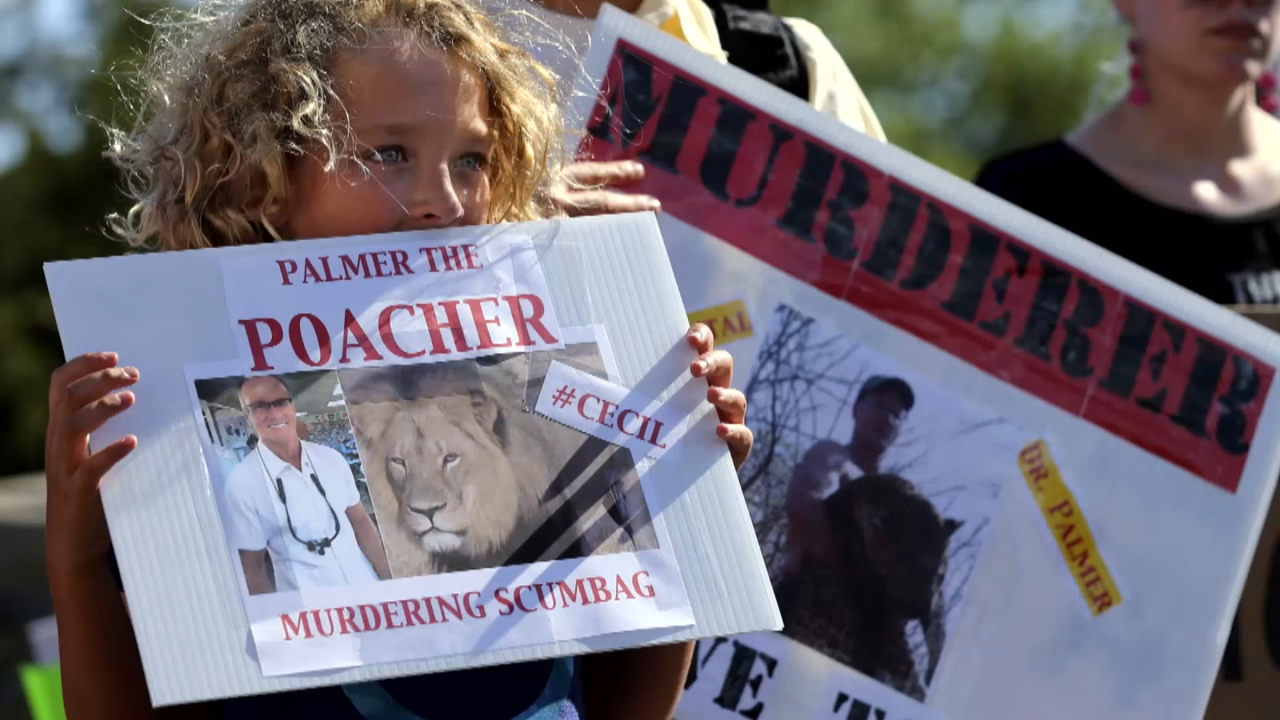 PALMER THE
POACHER
#CECIL
MURDERING SCUMBAG
MURDERER
DR. PALMER